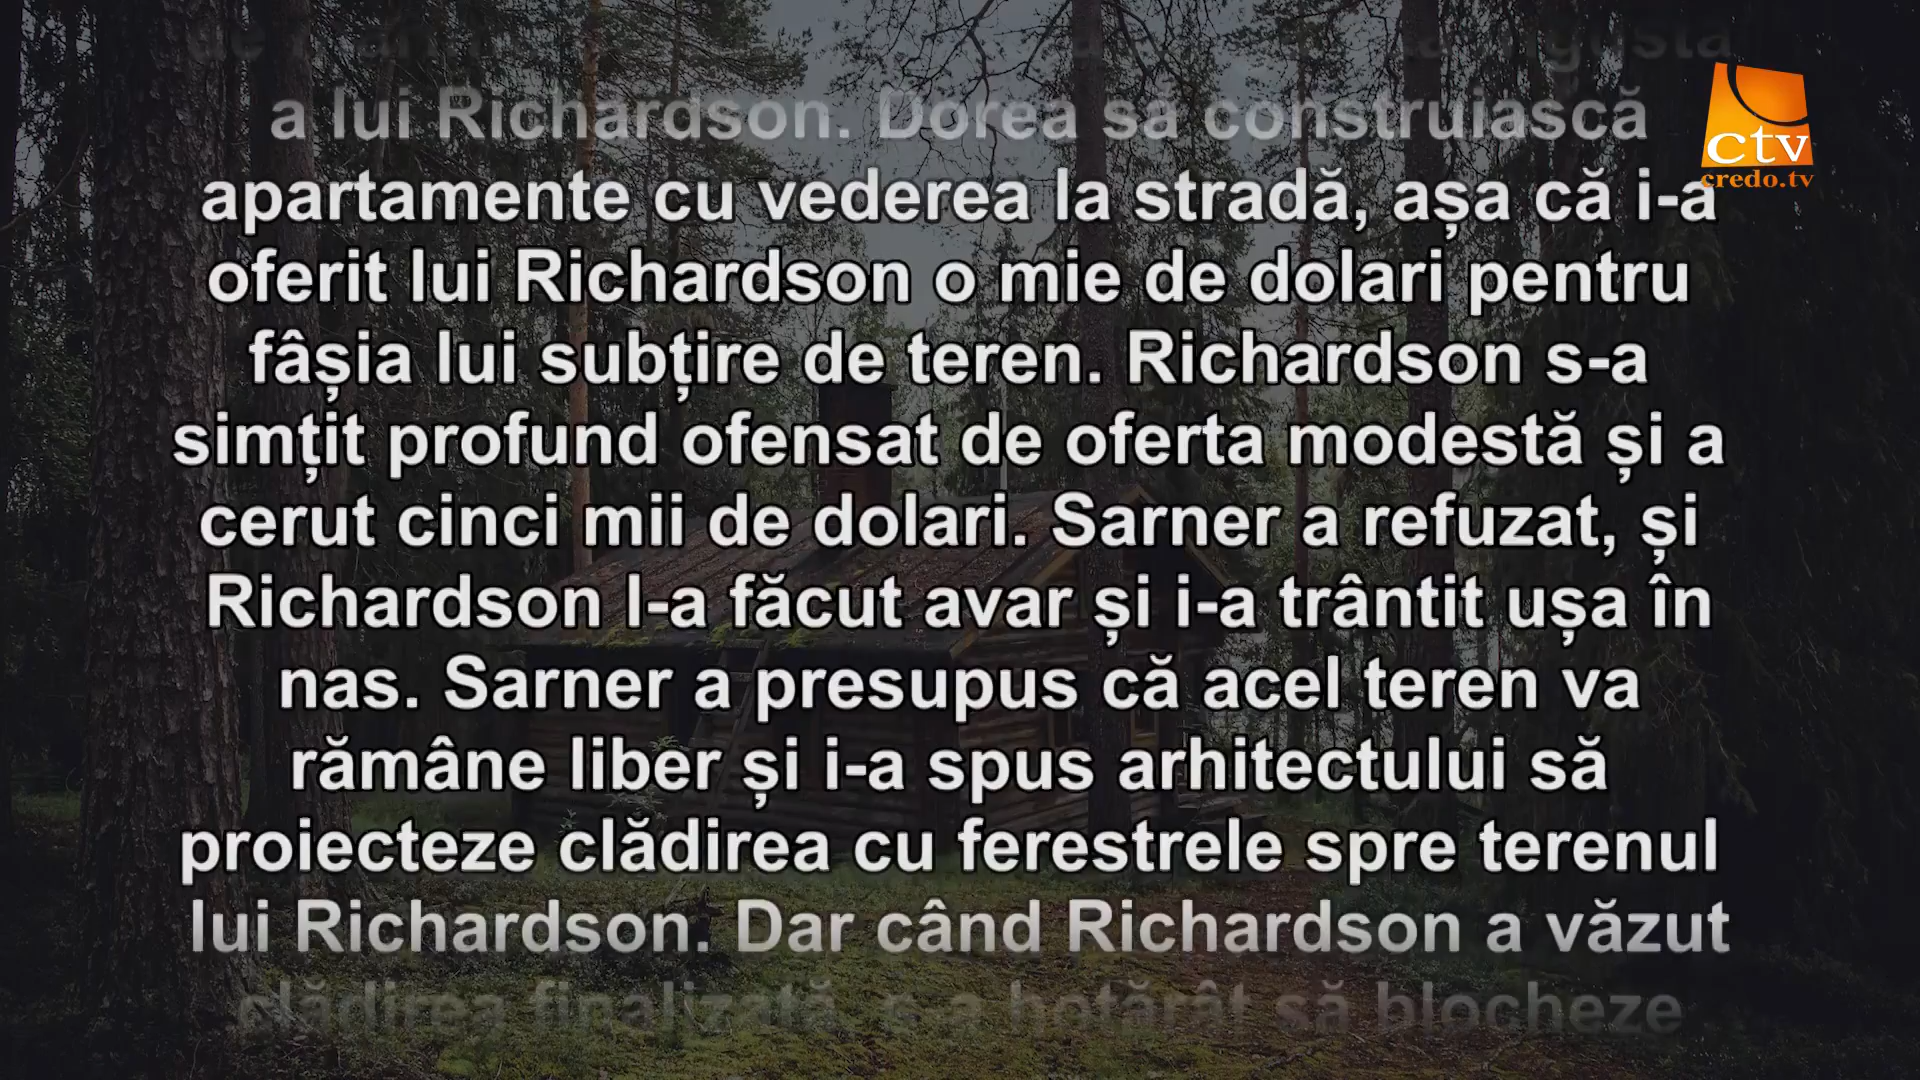 a lui Richardson. Dorea să construiască
apartamente cu vederea la stradă, așa că i-a
oferit lui Richardson o mie de dolari pentru
fâșia lui subțire de teren. Richardson s-a
simțit profund ofensat de oferta modestă și a
cerut cinci mii de dolari. Sarner a refuzat, și
Richardson l-a făcut avar și i-a trântit ușa în
nas. Sarner a presupus că acel teren va
rămâne liber și i-a spus arhitectului să
proiecteze clădirea cu ferestrele spre terenul
lui Richardson. Dar când Richardson a văzut
clădirea finalizată, s-a hotărât să blocheze
ctv
credo.tv